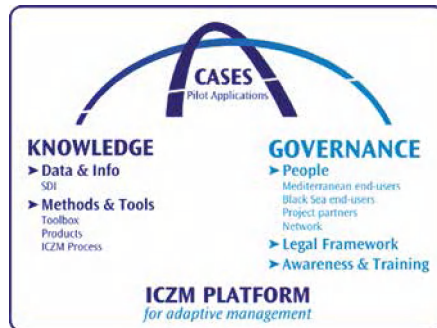 CASES
Pilot Applications
KNOWLEDGE
➤ Data & Info
SDI
➤ Methods & Tools
Toolbox
Products
ICZM Process
GOVERNANCE
➤ People
Mediterranean end-users
Black Sea end-users
Project partners
Network
➤ Legal Framework
➤ Awareness & Training
ICZM PLATFORM
for adaptive management